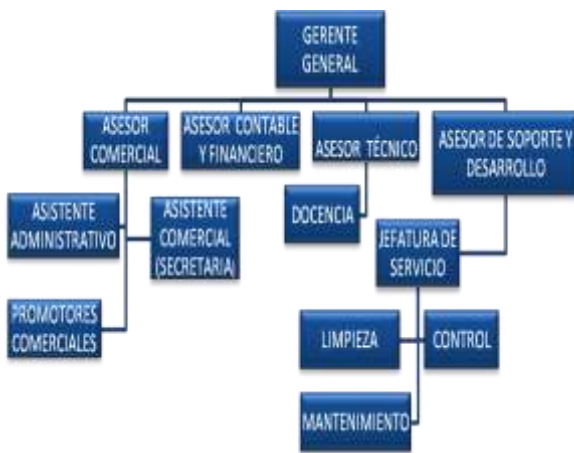 GERENTE
GENERAL
ASESOR
COMERCIAL
ASESOR CONTABLE
Y FINANCIERO
ASESOR TÉCNICO
ASESOR DE SOPORTE Y
DESARROLLO
ASISTENTE
ADMINISTRATIVO
ASISTENTE
COMERCIAL
(SECRETARIA)
DOCENCIA
JEFATURA DE
SERVICIO
PROMOTORES
COMERCIALES
LIMPIEZA
CONTROL
MANTENIMIENTO